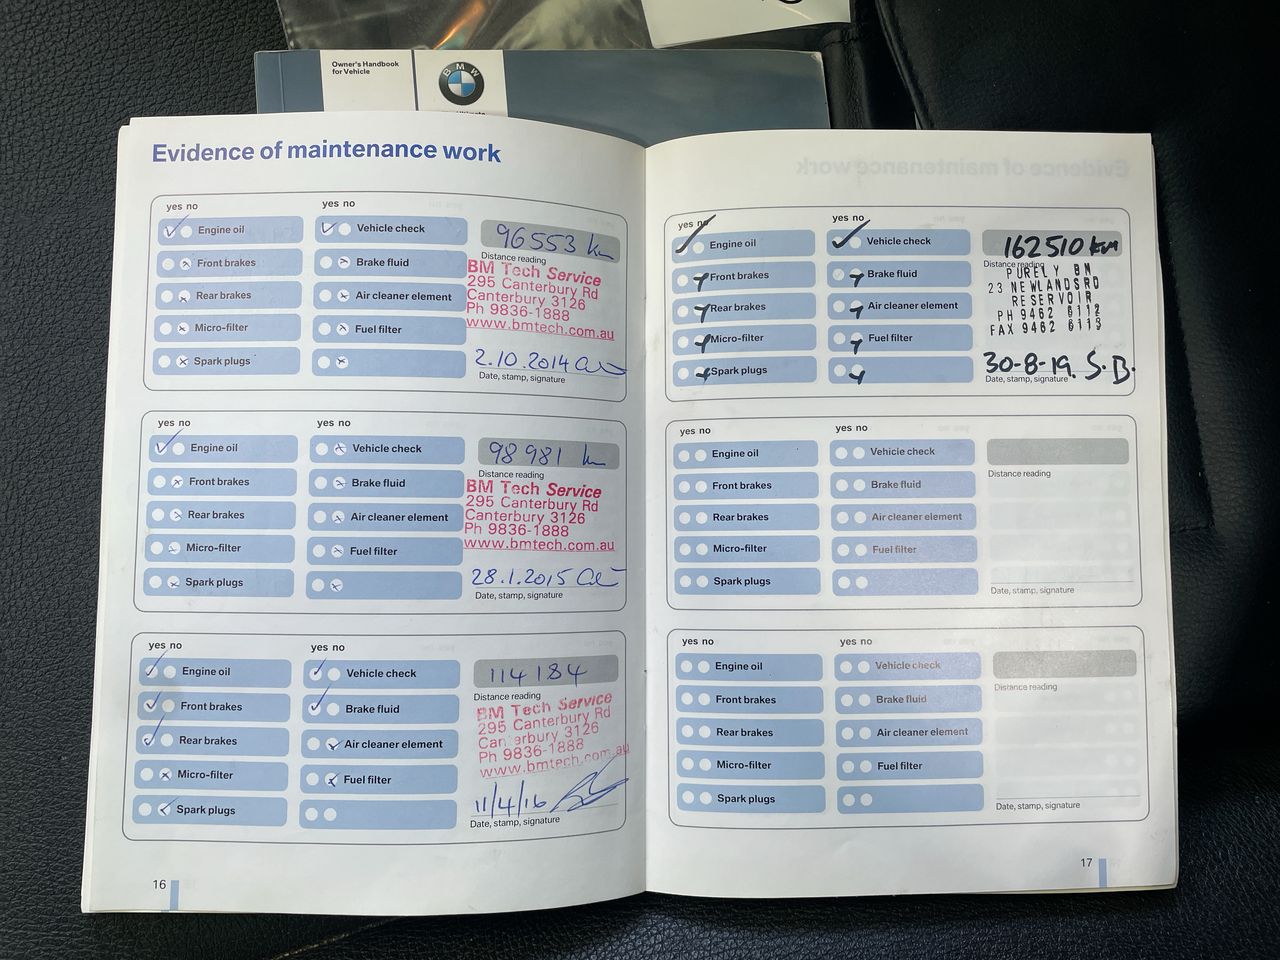 Owner's Handbook
for Vehicle
BMW
Evidence of maintenance work
yes no
yes no
Engine oil
Vehicle check
96553 km
Distance reading
Front brakes
Brake fluid
BM Tech Service
295 Canterbury Rd
Rear brakes
Air cleaner element
Canterbury 3126
Ph 9836-1888
Micro-filter
Fuel filter
www.bmtech.com.au
Spark plugs
2.10.2014
Date, stamp, signature
yes no
yes no
Engine oil
Vehicle check
98981 km
Distance reading
Front brakes
Brake fluid
BM Tech Service
295 Canterbury Rd
Rear brakes
Air cleaner element
Canterbury 3126
Ph 9836-1888
Micro-filter
Fuel filter
www.bmtech.com.au
Spark plugs
28.1.2015
Date, stamp, signature
yes no
yes no
Engine oil
Vehicle check
114184
Distance reading
Front brakes
Brake fluid
BM Tech Service
295 Canterbury Rd
Rear brakes
Air cleaner element
Canterbury 3126
Ph 9836-1888
Micro-filter
Fuel filter
www.bmtech.com.au
Spark plugs
11/4/16
Date, stamp, signature
16
yes no
yes no
Engine oil
Vehicle check
162510 km
Distance reading
Front brakes
Brake fluid
PURELY BM
23 NEWLANDSRD
Rear brakes
Air cleaner element
RESERVOIR
PH 9462 6112
Micro-filter
Fuel filter
FAX 9462 6113
Spark plugs
30-8-19. S.B.
Date, stamp, signature
yes no
yes no
Engine oil
Vehicle check
Distance reading
Front brakes
Brake fluid
Rear brakes
Air cleaner element
Micro-filter
Fuel filter
Spark plugs
Date, stamp, signature
yes no
yes no
Engine oil
Vehicle check
Distance reading
Front brakes
Brake fluid
Rear brakes
Air cleaner element
Micro-filter
Fuel filter
Spark plugs
Date, stamp, signature
17